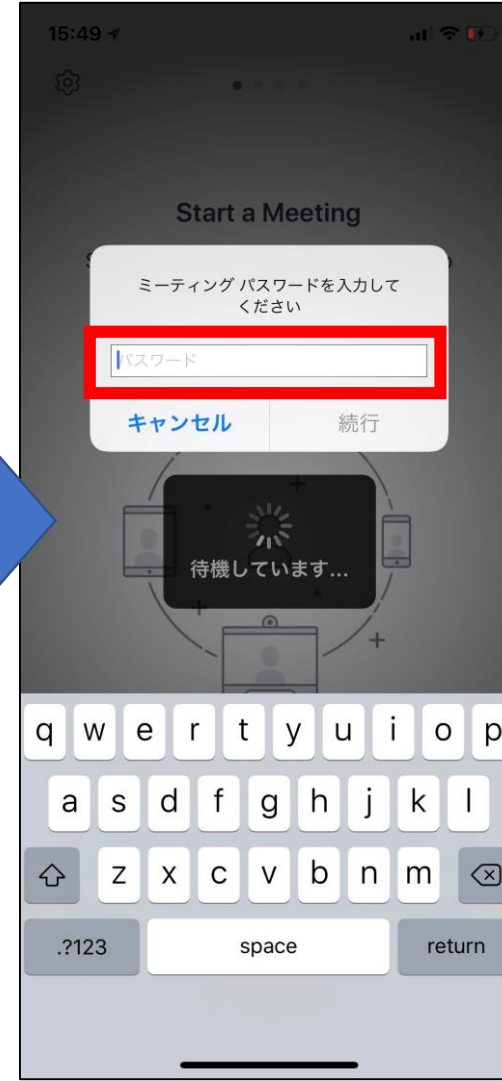 15:49
Start a Meeting
ミーティング パスワードを入力して
ください
パスワード
キャンセル 続行
待機しています...
q w e r t y u i o p
a s d f g h j k l
z x c v b n m
.?123 space return